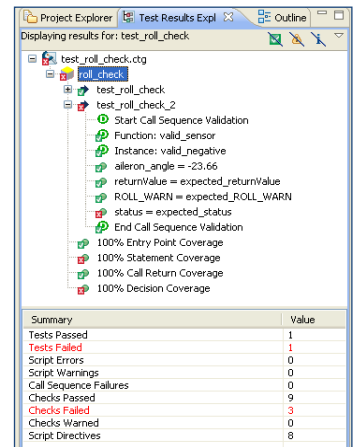 Project Explorer Test Results Expl Outline
Displaying results for: test_roll_check
test_roll_check.ctg
roll_check
test_roll_check
test_roll_check_2
Start Call Sequence Validation
Function: valid_sensor
Instance: valid_negative
aileron_angle = -23.66
returnValue = expected_returnValue
ROLL_WARN = expected_ROLL_WARN
status = expected_status
End Call Sequence Validation
100% Entry Point Coverage
100% Statement Coverage
100% Call Return Coverage
100% Decision Coverage
Summary Value
Tests Passed 1
Tests Failed 1
Script Errors 0
Script Warnings 0
Call Sequence Failures 0
Checks Passed 9
Checks Failed 3
Checks Warned 0
Script Directives 8